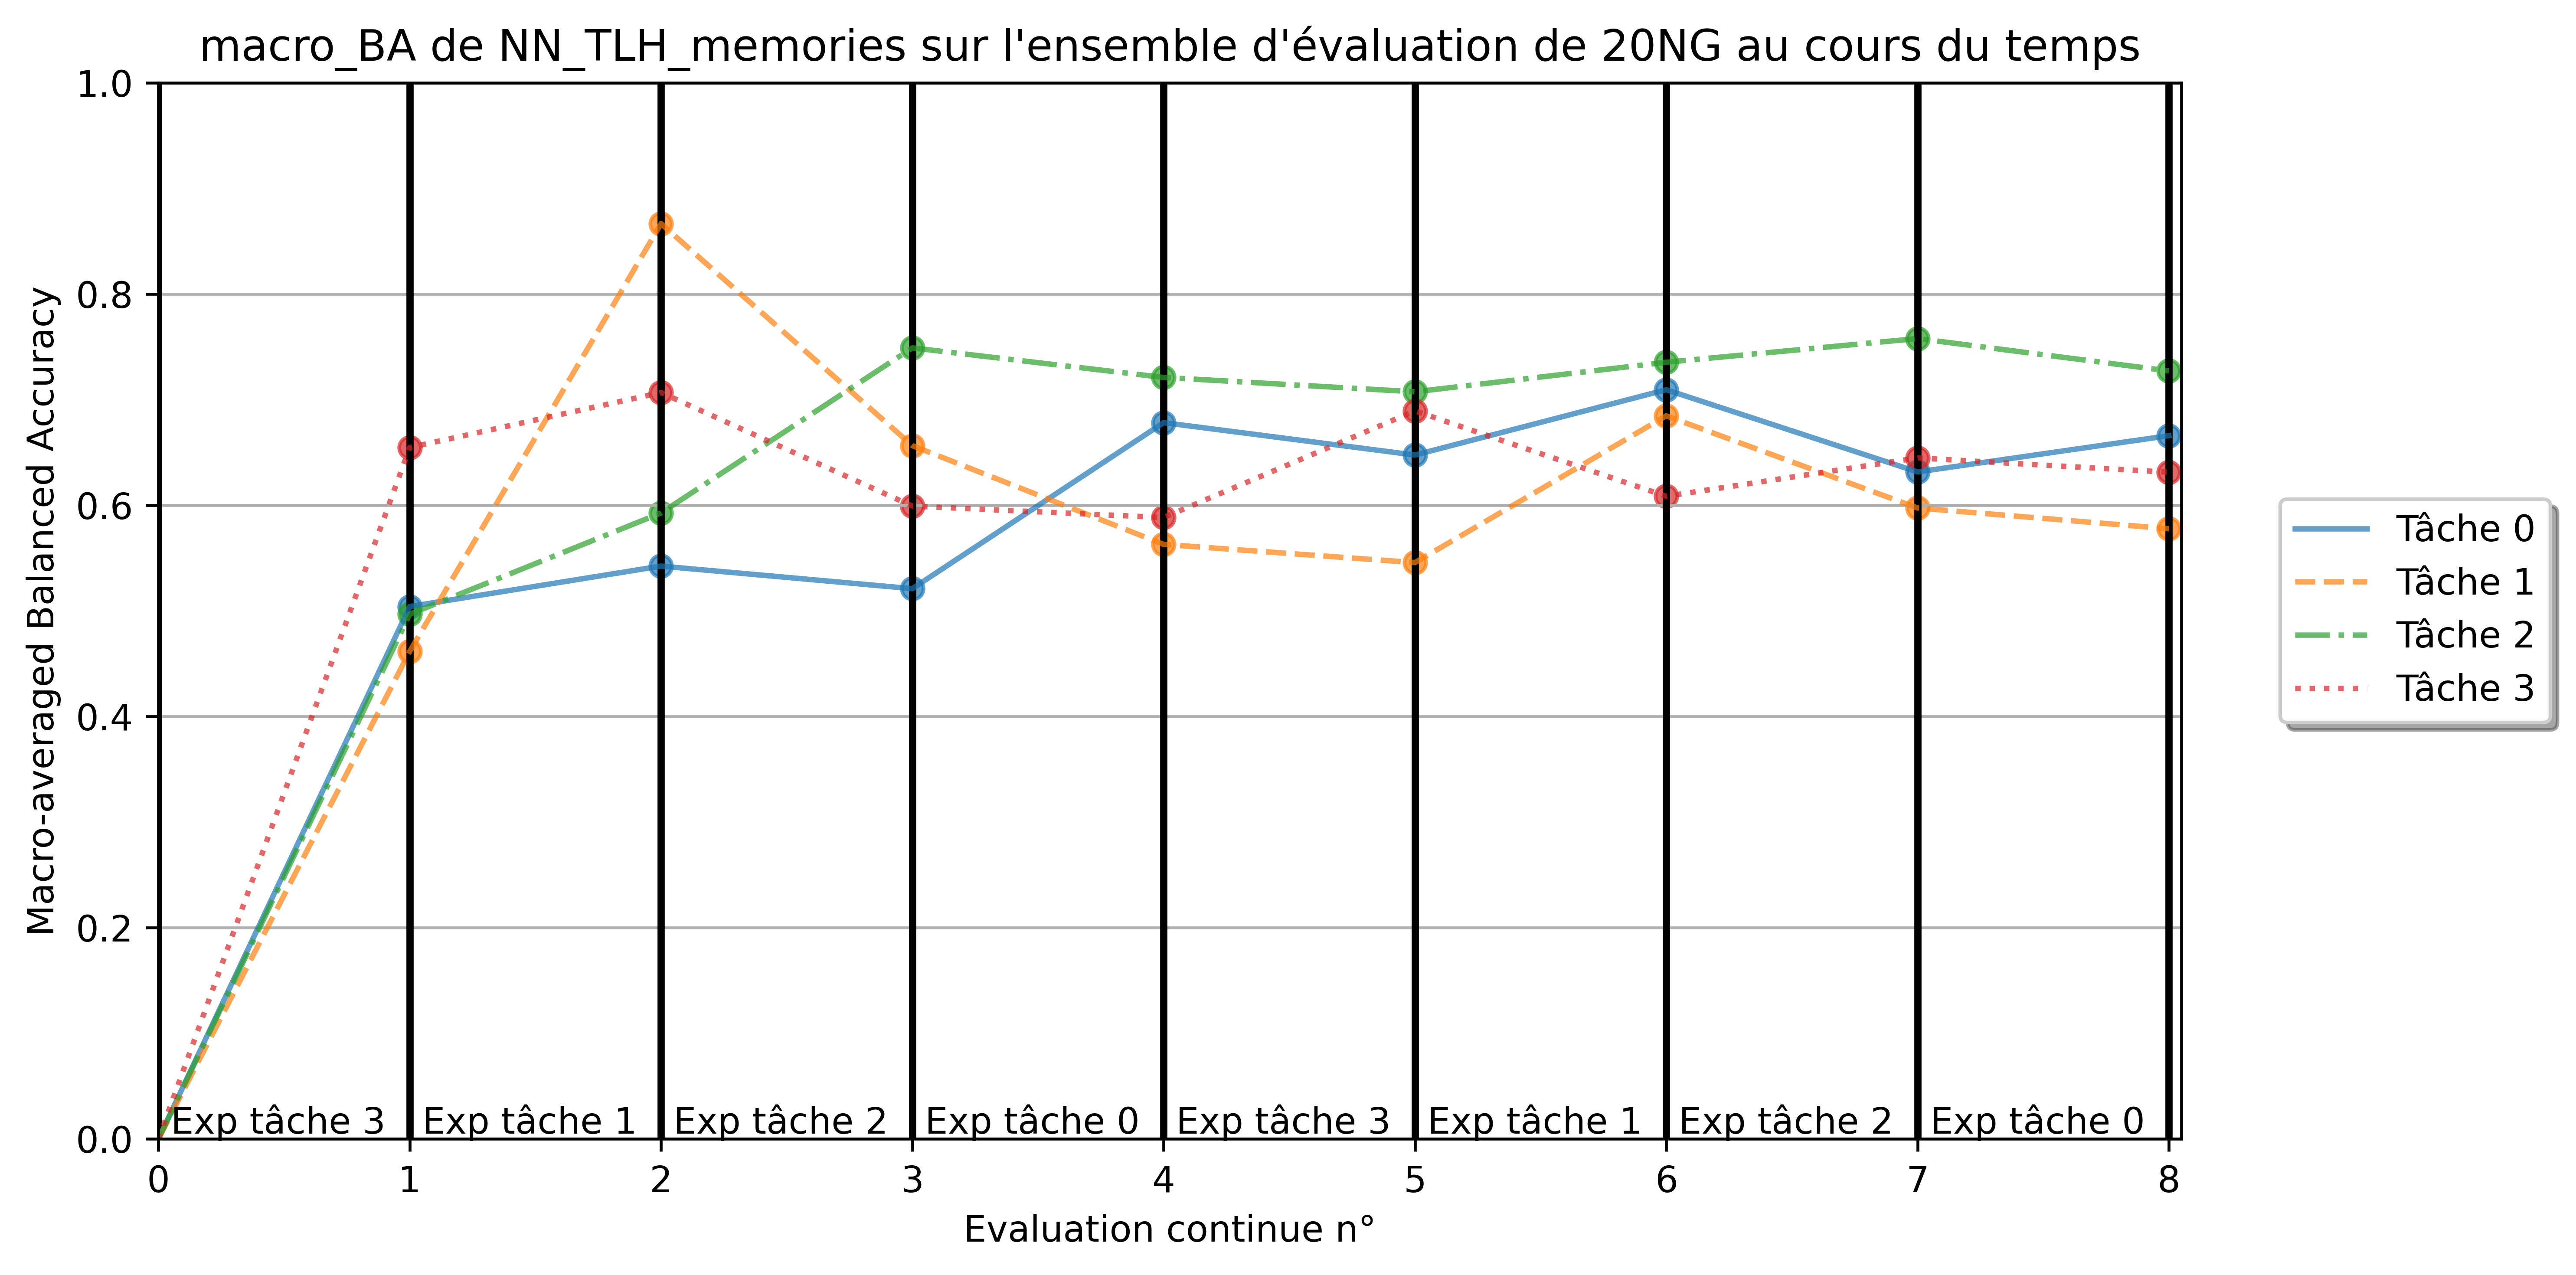 macro_BA de NN_TLH_memories sur l'ensemble d'évaluation de 20NG au cours du temps
Macro-averaged Balanced Accuracy
1.0
0.8
0.6
0.4
0.2
0.0
Exp tâche 3
Exp tâche 1
Exp tâche 2
Exp tâche 0
Exp tâche 3
Exp tâche 1
Exp tâche 2
Exp tâche 0
0 1 2 3 4 5 6 7 8
Evaluation continue n°
Tâche 0
Tâche 1
Tâche 2
Tâche 3